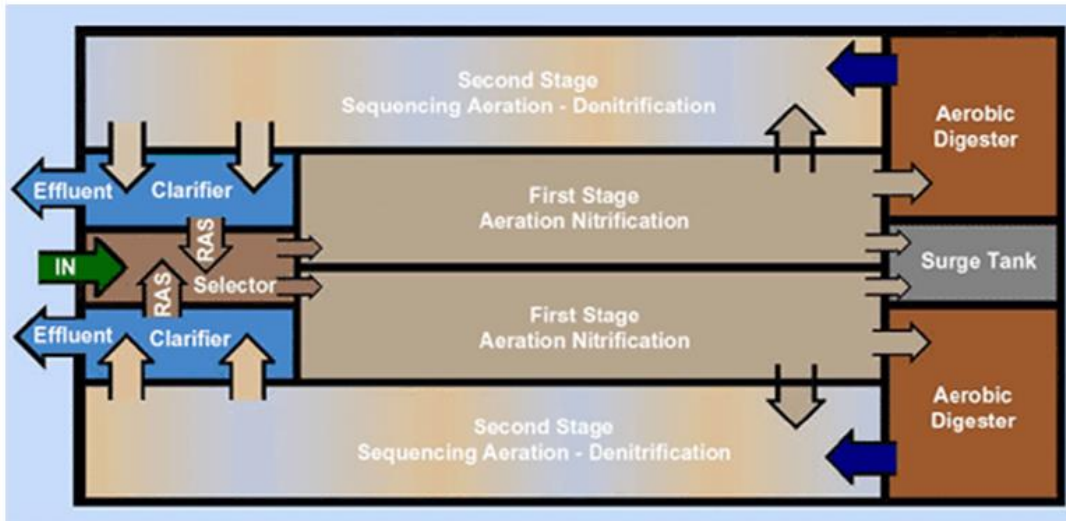 Second Stage
Sequencing Aeration - Denitrification
Aerobic
Digester
Effluent
Clarifier
First Stage
Aeration Nitrification
RAS
IN
Selector
Surge Tank
RAS
Effluent
Clarifier
First Stage
Aeration Nitrification
Aerobic
Digester
Second Stage
Sequencing Aeration - Denitrification